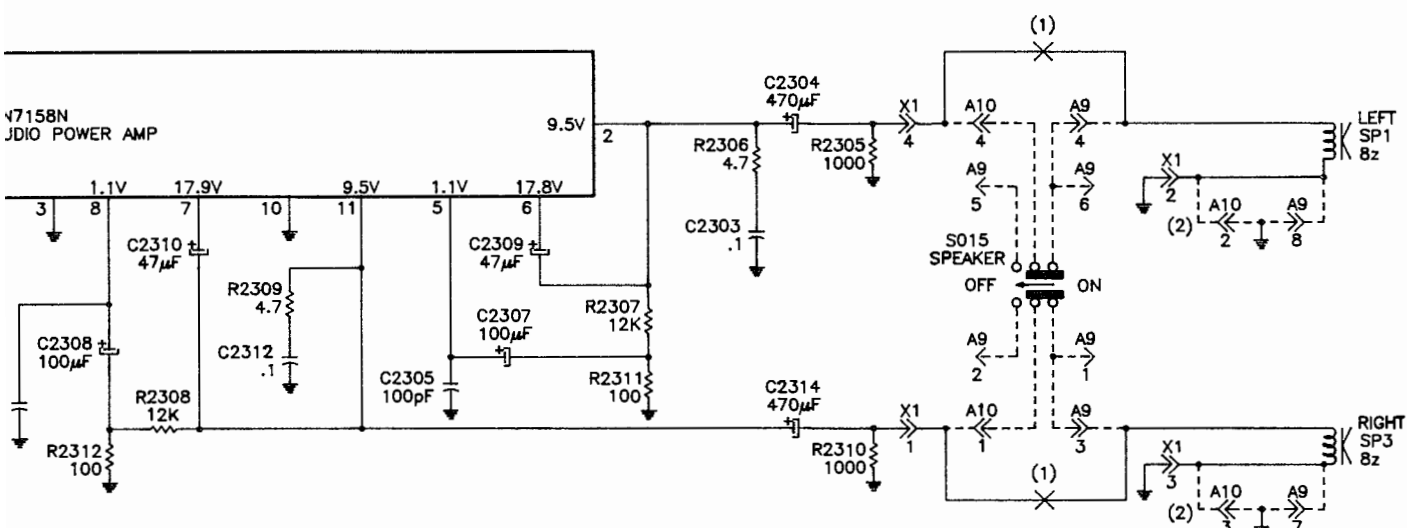 (1)
N7158N
UDIO POWER AMP
9.5V
2
1.1V
17.9V
9.5V
1.1V
17.8V
3
8
7
10
11
5
6
C2304
470µF
X1
4
A10
4
A9
4
LEFT
SP1
8z
R2306
4.7
R2305
1000
A9
5
A9
6
X1
2
(2)
A10
2
A9
8
C2310
47µF
C2309
47µF
C2303
.1
S015
SPEAKER
OFF
ON
R2309
4.7
R2307
12K
C2308
100µF
C2312
.1
C2307
100µF
A9
2
A9
1
C2305
100pF
R2311
100
R2308
12K
C2314
470µF
X1
1
A10
1
A9
3
RIGHT
SP3
8z
R2312
100
R2310
1000
(1)
X1
3
(2)
A10
3
A9
7